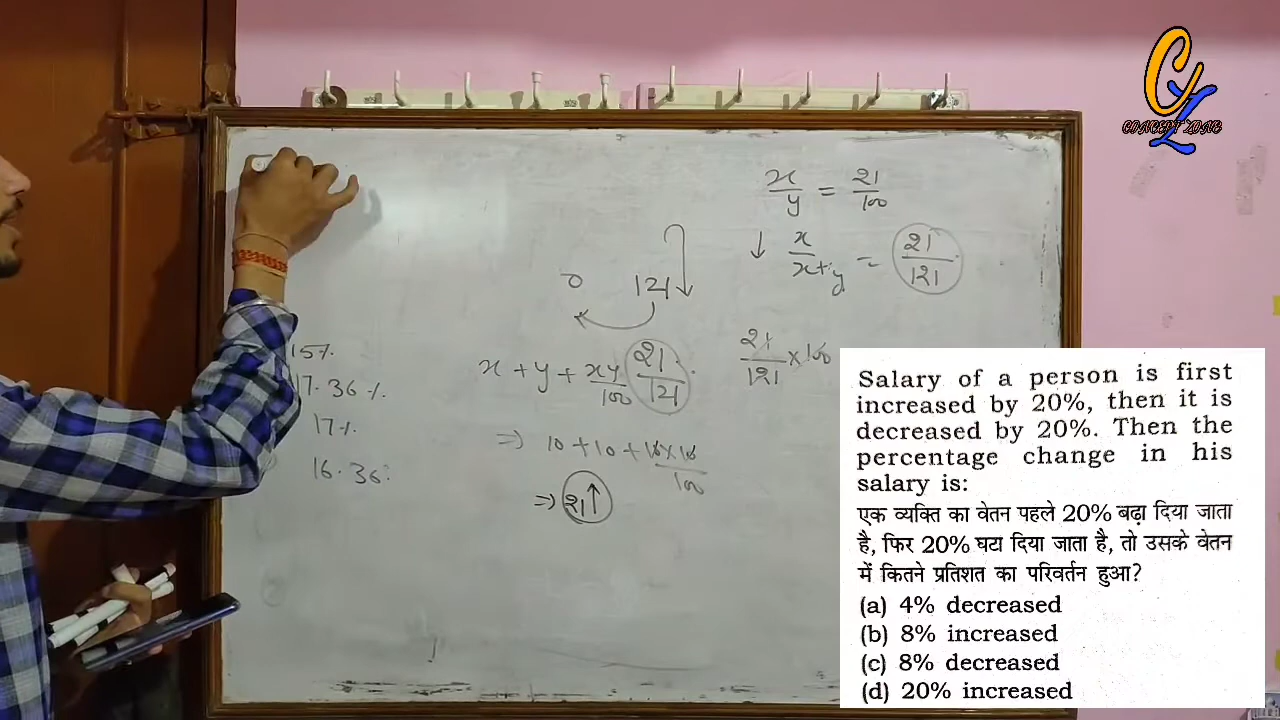 CONCEPT ZONE
x/y = 21/100
↓ x/x+y = 21/121
0 121
x + y + xy/100 21/121
21/121 × 100
15%
17.36%
17%
16.36%
⇒ 10 + 10 + 10×10/100
⇒ 21↑
Salary of a person is first
increased by 20%, then it is
decreased by 20%. Then the
percentage change in his
salary is:
एक व्यक्ति का वेतन पहले 20% बढ़ा दिया जाता
है, फिर 20% घटा दिया जाता है, तो उसके वेतन
में कितने प्रतिशत का परिवर्तन हुआ?
(a) 4% decreased
(b) 8% increased
(c) 8% decreased
(d) 20% increased